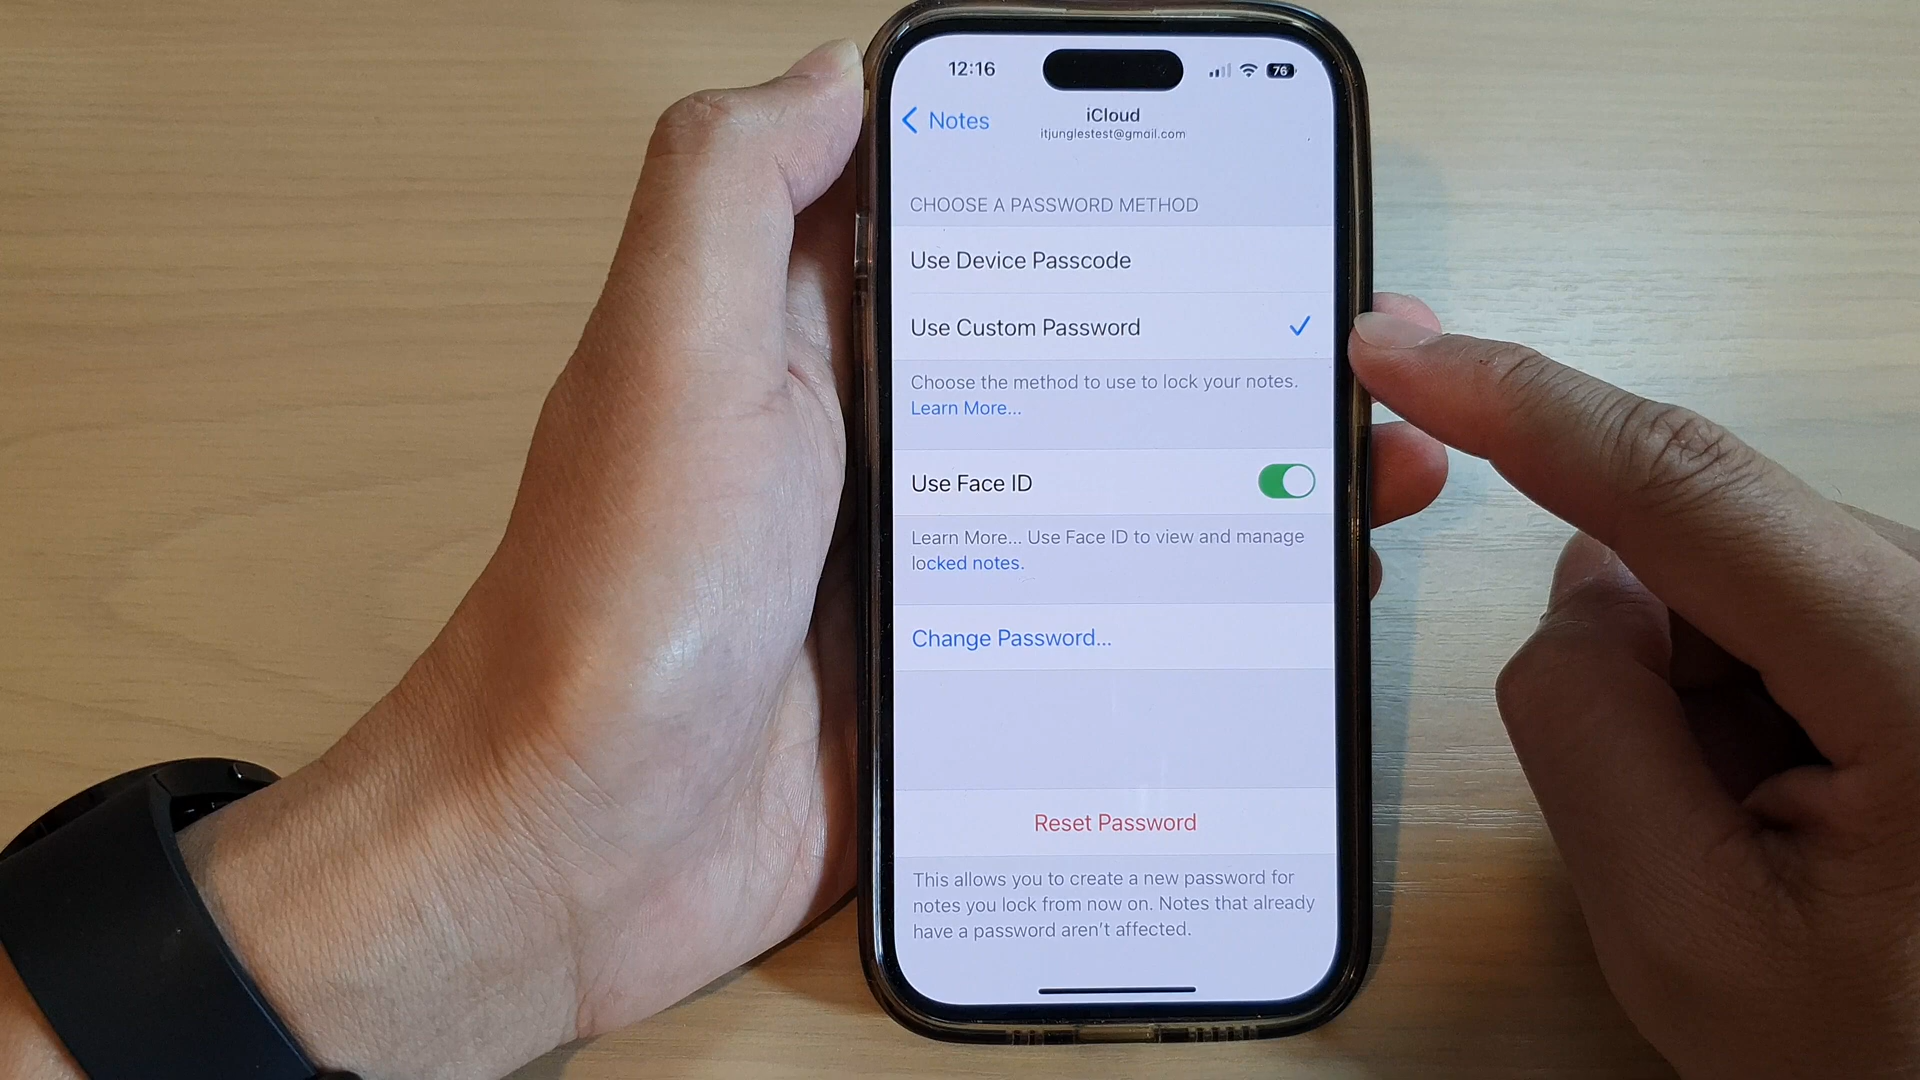 12:16
76
Notes
iCloud
itjunglestest@gmail.com
CHOOSE A PASSWORD METHOD
Use Device Passcode
Use Custom Password
Choose the method to use to lock your notes.
Learn More...
Use Face ID
Learn More... Use Face ID to view and manage
locked notes.
Change Password...
Reset Password
This allows you to create a new password for
notes you lock from now on. Notes that already
have a password aren't affected.